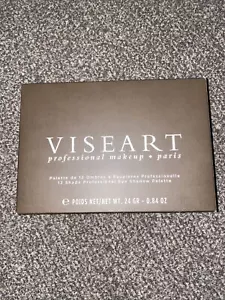 VISEART
professional makeup • paris
Palette de 12 Ombres à Paupières Professionnelle
12 Shade Professional Eye Shadow Palette
℮ POIDS NET/NET WT. 24 GR - 0.84 OZ